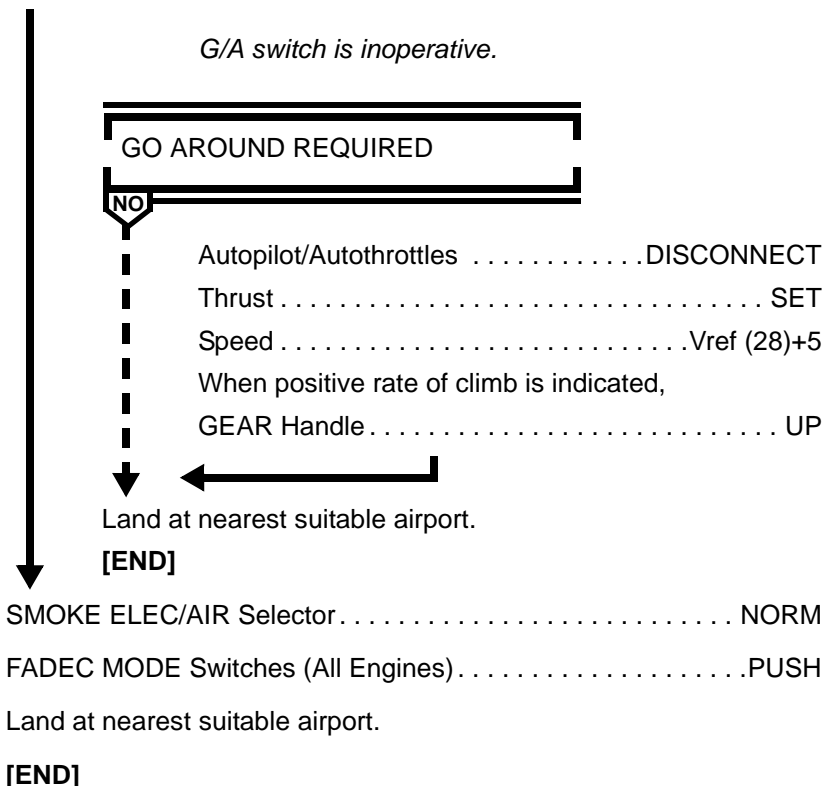 G/A switch is inoperative.
GO AROUND REQUIRED
NO
Autopilot/Autothrottles . . . . . . . . . . . .DISCONNECT
Thrust . . . . . . . . . . . . . . . . . . . . . . . . . . . . . . . . . SET
Speed . . . . . . . . . . . . . . . . . . . . . . . . . . . .Vref (28)+5
When positive rate of climb is indicated,
GEAR Handle . . . . . . . . . . . . . . . . . . . . . . . . . . . . UP
Land at nearest suitable airport.
[END]
SMOKE ELEC/AIR Selector . . . . . . . . . . . . . . . . . . . . . . . . . . . NORM
FADEC MODE Switches (All Engines) . . . . . . . . . . . . . . . . . . . .PUSH
Land at nearest suitable airport.
[END]